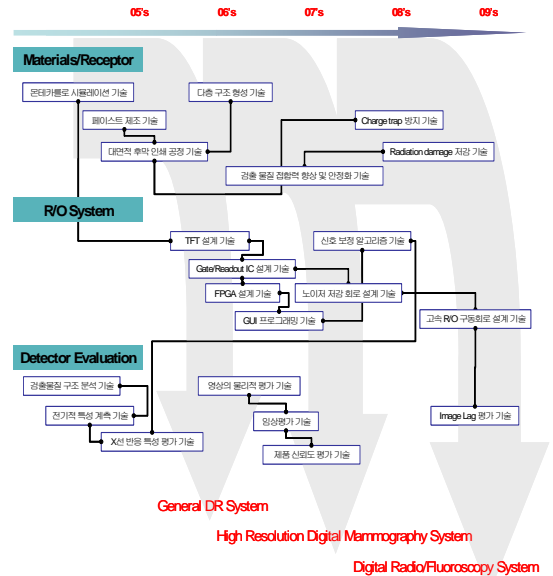 05's 06's 07's 08's 09's
Materials/Receptor
몬테카를로 시뮬레이션 기술
다층 구조 형성 기술
페이스트 제조 기술
Charge trap 방지 기술
대면적 후막 인쇄 공정 기술
Radiation damage 저감 기술
검출 물질 접합력 향상 및 안정화 기술
R/O System
TFT 설계 기술
신호 보정 알고리즘 기술
Gate/Readout IC 설계 기술
FPGA 설계 기술
노이저 저감 회로 설계 기술
GUI 프로그래밍 기술
고속 R/O 구동회로 설계 기술
Detector Evaluation
검출물질 구조 분석 기술
영상의 물리적 평가 기술
전기적 특성 계측 기술
임상평가 기술
Image Lag 평가 기술
X선 반응 특성 평가 기술
제품 신뢰도 평가 기술
General DR System
High Resolution Digital Mammography System
Digital Radio/Fluoroscopy System